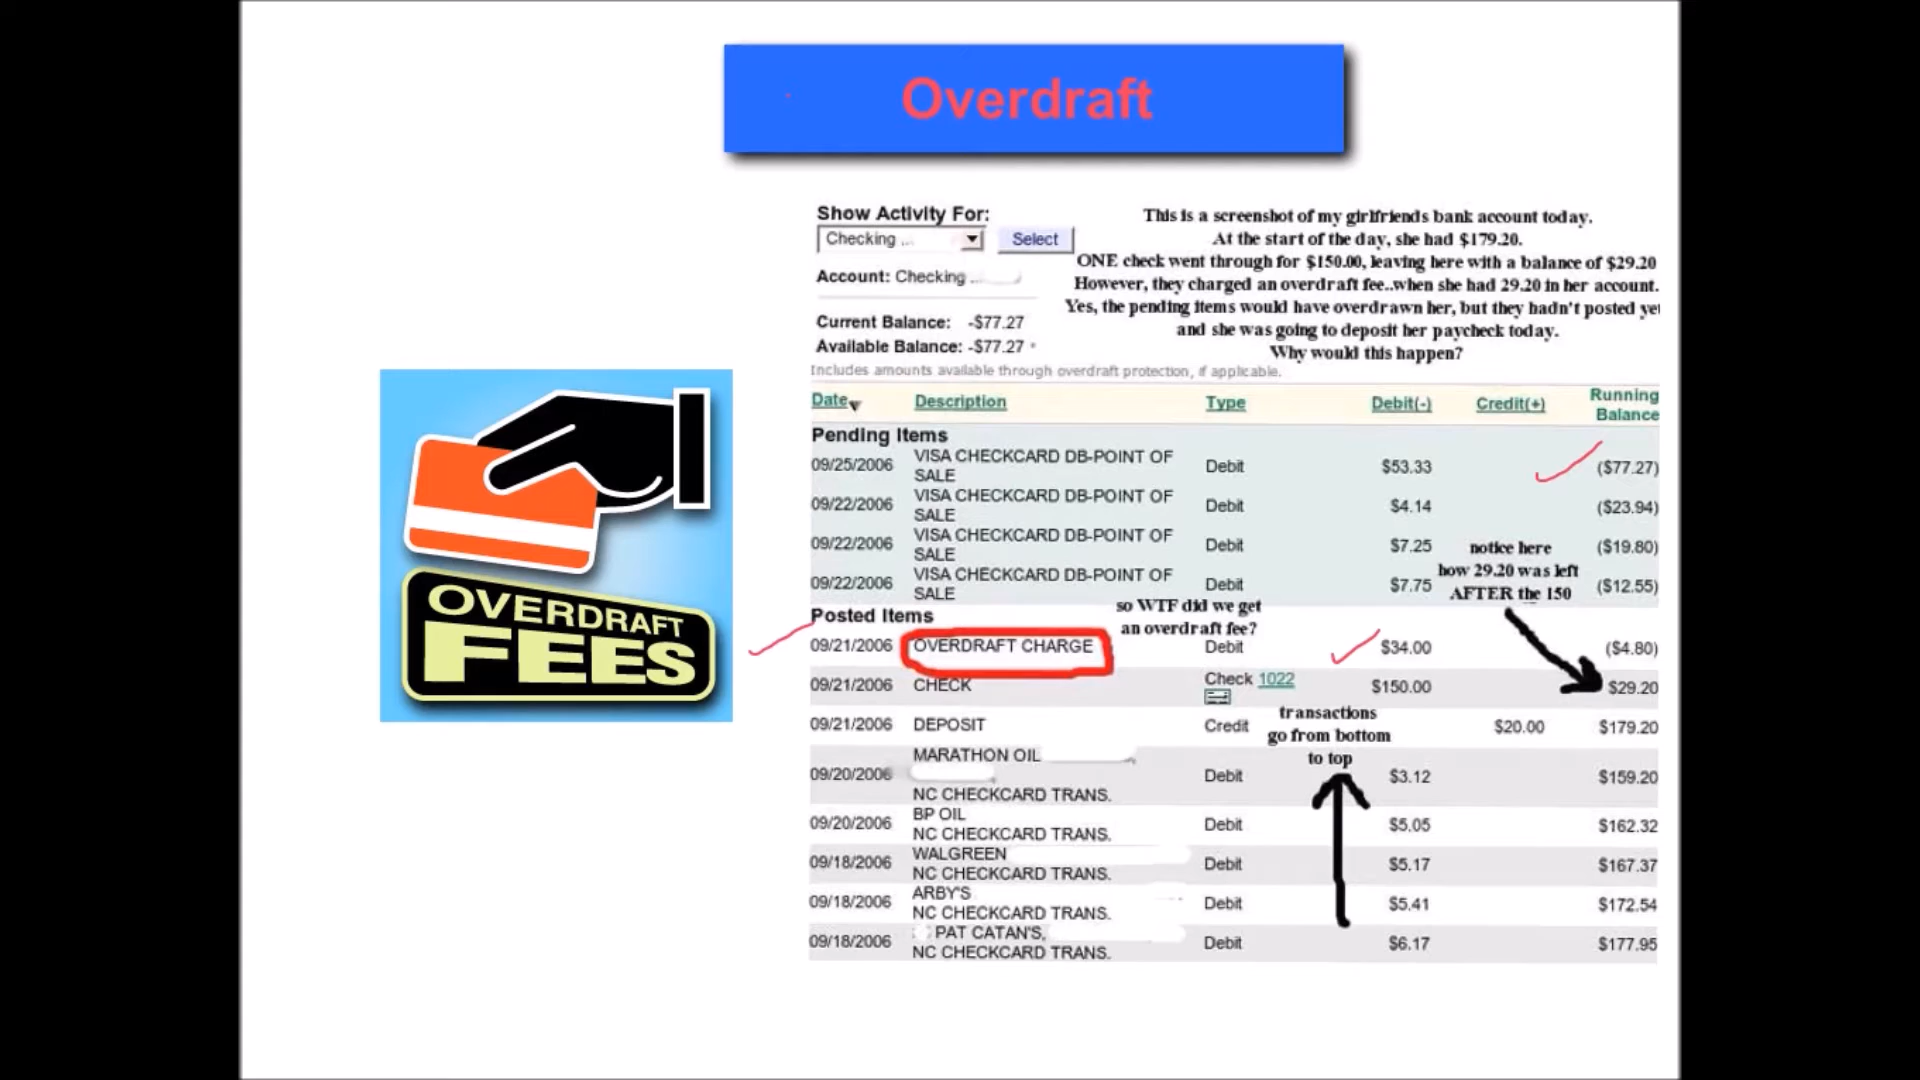 Overdraft
Show Activity For:
Checking ...
Select
Account: Checking ...
Current Balance: -$77.27
Available Balance: -$77.27 *
Includes amounts available through overdraft protection, if applicable.
This is a screenshot of my girlfriends bank account today.
At the start of the day, she had $179.20.
ONE check went through for $150.00, leaving here with a balance of $29.20
However, they charged an overdraft fee..when she had 29.20 in her account.
Yes, the pending items would have overdrawn her, but they hadn't posted yet
and she was going to deposit her paycheck today.
Why would this happen?
Date Description Type Debit(-) Credit(+) Running
Balance
Pending Items
09/25/2006 VISA CHECKCARD DB-POINT OF
SALE Debit $53.33 ($77.27)
09/22/2006 VISA CHECKCARD DB-POINT OF
SALE Debit $4.14 ($23.94)
09/22/2006 VISA CHECKCARD DB-POINT OF
SALE Debit $7.25 ($19.80)
09/22/2006 VISA CHECKCARD DB-POINT OF
SALE Debit $7.75 ($12.55)
notice here
how 29.20 was left
AFTER the 150
Posted Items
so WTF did we get
an overdraft fee?
09/21/2006 OVERDRAFT CHARGE Debit $34.00 ($4.80)
09/21/2006 CHECK Check 1022 $150.00 $29.20
09/21/2006 DEPOSIT Credit $20.00 $179.20
transactions
go from bottom
to top
09/20/2006 MARATHON OIL
NC CHECKCARD TRANS. Debit $3.12 $159.20
09/20/2006 BP OIL
NC CHECKCARD TRANS. Debit $5.05 $162.32
09/18/2006 WALGREEN
NC CHECKCARD TRANS. Debit $5.17 $167.37
09/18/2006 ARBY'S
NC CHECKCARD TRANS. Debit $5.41 $172.54
09/18/2006 PAT CATAN'S,
NC CHECKCARD TRANS. Debit $6.17 $177.95
OVERDRAFT
FEES